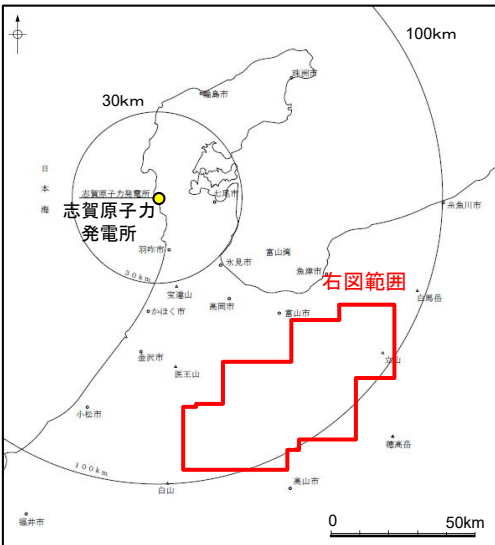 100km
30km
輪島市
珠洲市
日本海
志賀原子力発電所
志賀原子力
発電所
七尾市
糸魚川市
羽咋市
氷見市
富山湾
魚津市
右図範囲
30km
宝達山
白馬岳
高岡市
かほく市
富山市
金沢市
医王山
立山
小松市
穂高岳
100km
白山
高山市
福井市
0
50km